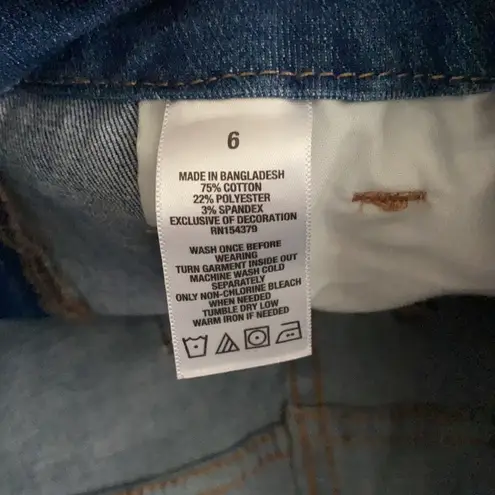 6
MADE IN BANGLADESH
75% COTTON
22% POLYESTER
3% SPANDEX
EXCLUSIVE OF DECORATION
RN154379
WASH ONCE BEFORE
WEARING
TURN GARMENT INSIDE OUT
MACHINE WASH COLD
SEPARATELY
ONLY NON-CHLORINE BLEACH
WHEN NEEDED
TUMBLE DRY LOW
WARM IRON IF NEEDED